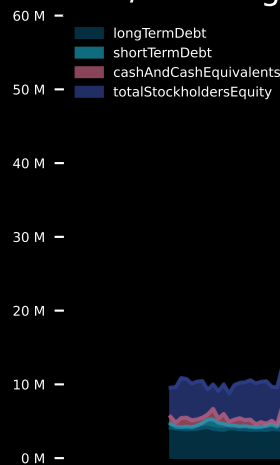 60 M
longTermDebt
shortTermDebt
cashAndCashEquivalents
totalStockholdersEquity
50 M
40 M
30 M
20 M
10 M
0 M